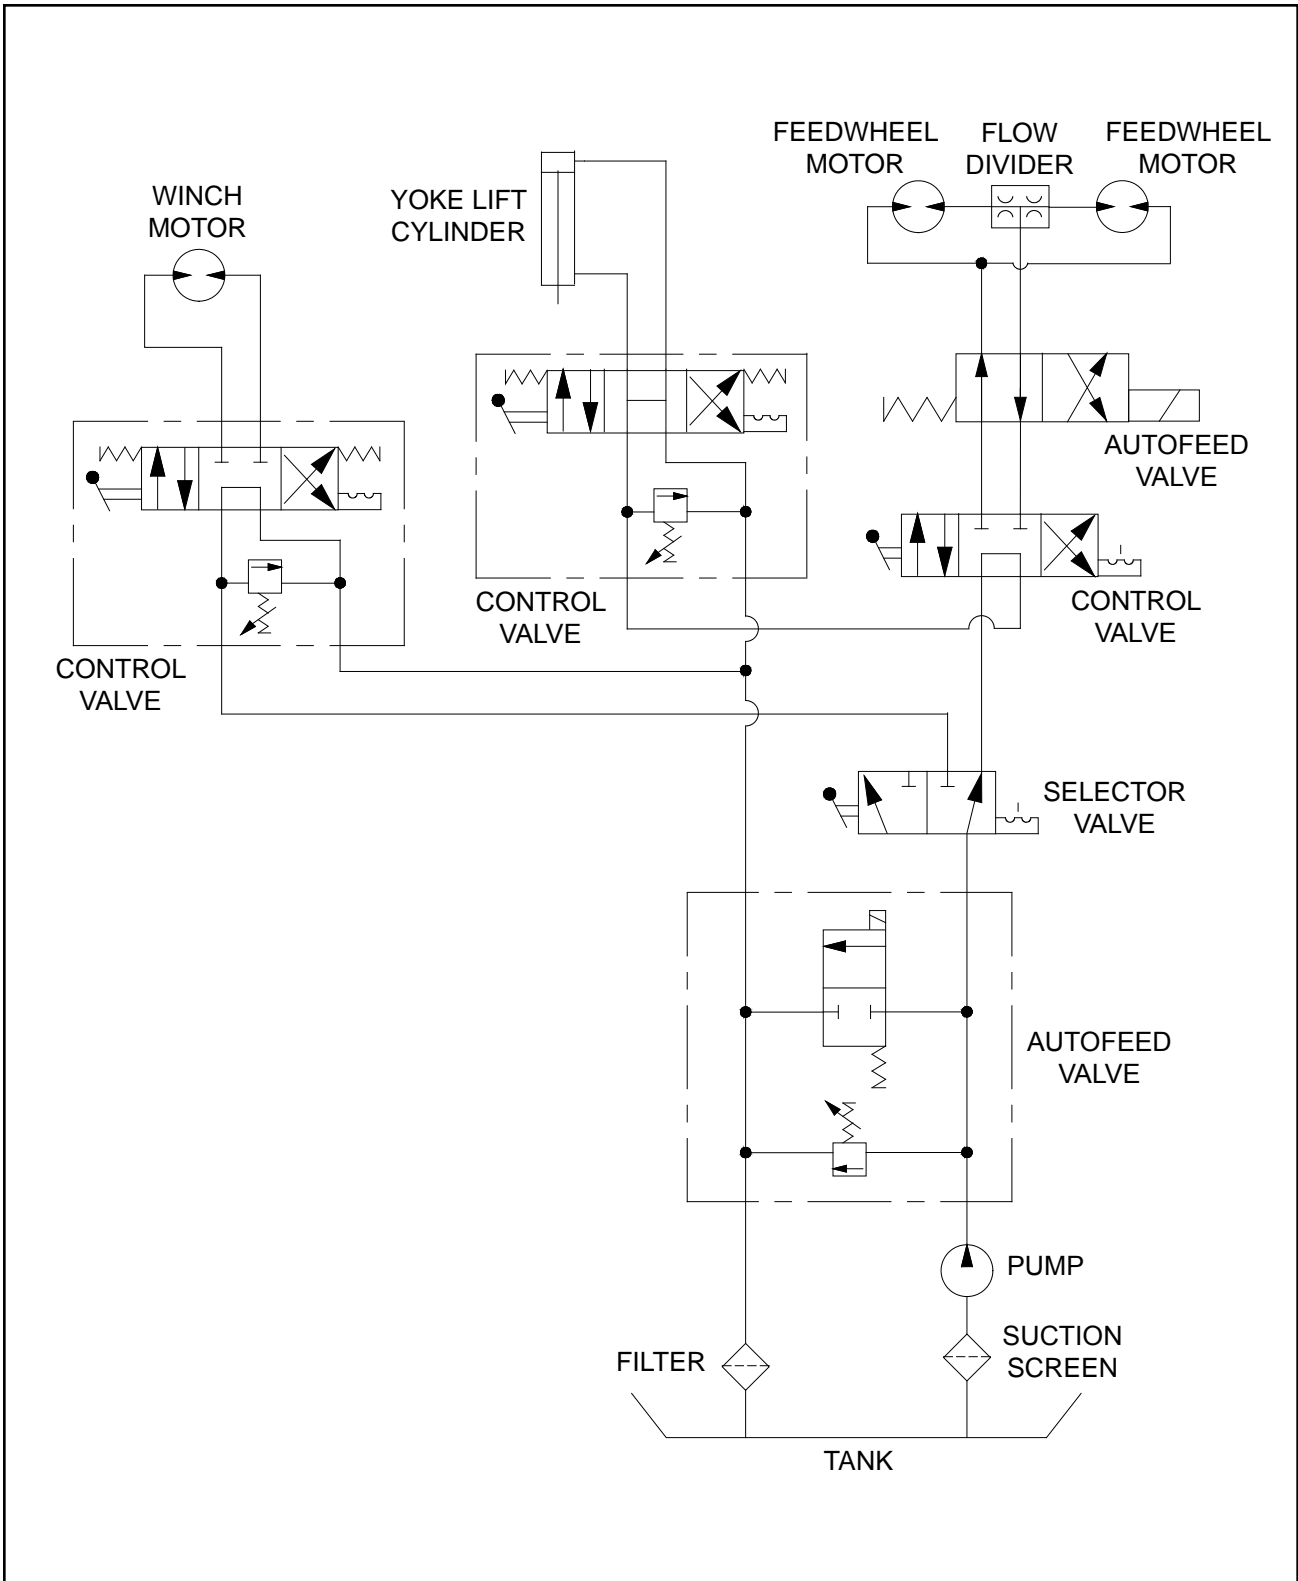 FEEDWHEEL
MOTOR
FLOW
DIVIDER
FEEDWHEEL
MOTOR
WINCH
MOTOR
YOKE LIFT
CYLINDER
AUTOFEED
VALVE
CONTROL
VALVE
CONTROL
VALVE
CONTROL
VALVE
SELECTOR
VALVE
AUTOFEED
VALVE
PUMP
SUCTION
SCREEN
FILTER
TANK